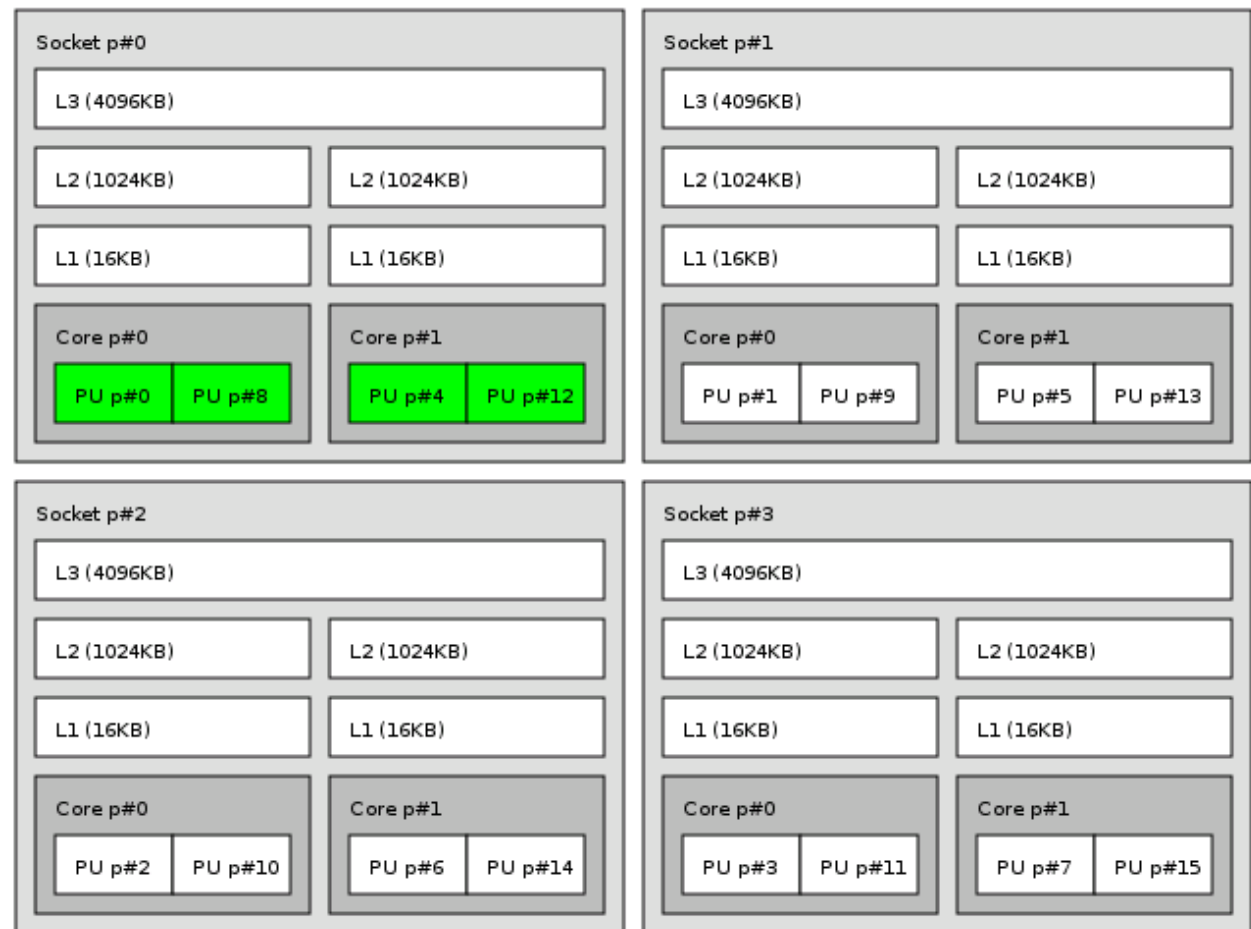 Socket p#0
L3 (4096KB)
L2 (1024KB) L2 (1024KB)
L1 (16KB) L1 (16KB)
Core p#0 Core p#1
PU p#0 PU p#8 PU p#4 PU p#12
Socket p#1
L3 (4096KB)
L2 (1024KB) L2 (1024KB)
L1 (16KB) L1 (16KB)
Core p#0 Core p#1
PU p#1 PU p#9 PU p#5 PU p#13
Socket p#2
L3 (4096KB)
L2 (1024KB) L2 (1024KB)
L1 (16KB) L1 (16KB)
Core p#0 Core p#1
PU p#2 PU p#10 PU p#6 PU p#14
Socket p#3
L3 (4096KB)
L2 (1024KB) L2 (1024KB)
L1 (16KB) L1 (16KB)
Core p#0 Core p#1
PU p#3 PU p#11 PU p#7 PU p#15